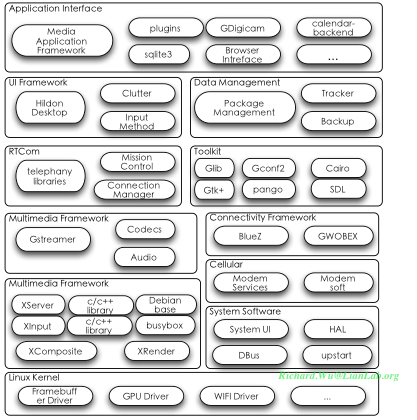 Application Interface
Media
Application
Framework
plugins
GDigicam
calendar-
backend
sqlite3
Browser
Intreface
...
UI Framework
Hildon
Desktop
Clutter
Input
Method
Data Management
Package
Management
Tracker
Backup
RTCom
telephany
libraries
Mission
Control
Connection
Manager
Toolkit
Glib
Gconf2
Cairo
Gtk+
pango
SDL
Multimedia Framework
Gstreamer
Codecs
Audio
Connectivity Framework
BlueZ
GWOBEX
Cellular
Modem
Services
Modem
soft
Multimedia Framework
XServer
c/c++
library
Debian
base
XInput
c/c++
library
busybox
XComposite
XRender
System Software
System UI
HAL
DBus
upstart
Richard.Wu@LianLab.org
Linux Kernel
Framebuff
er Driver
GPU Driver
WIFI Driver
...